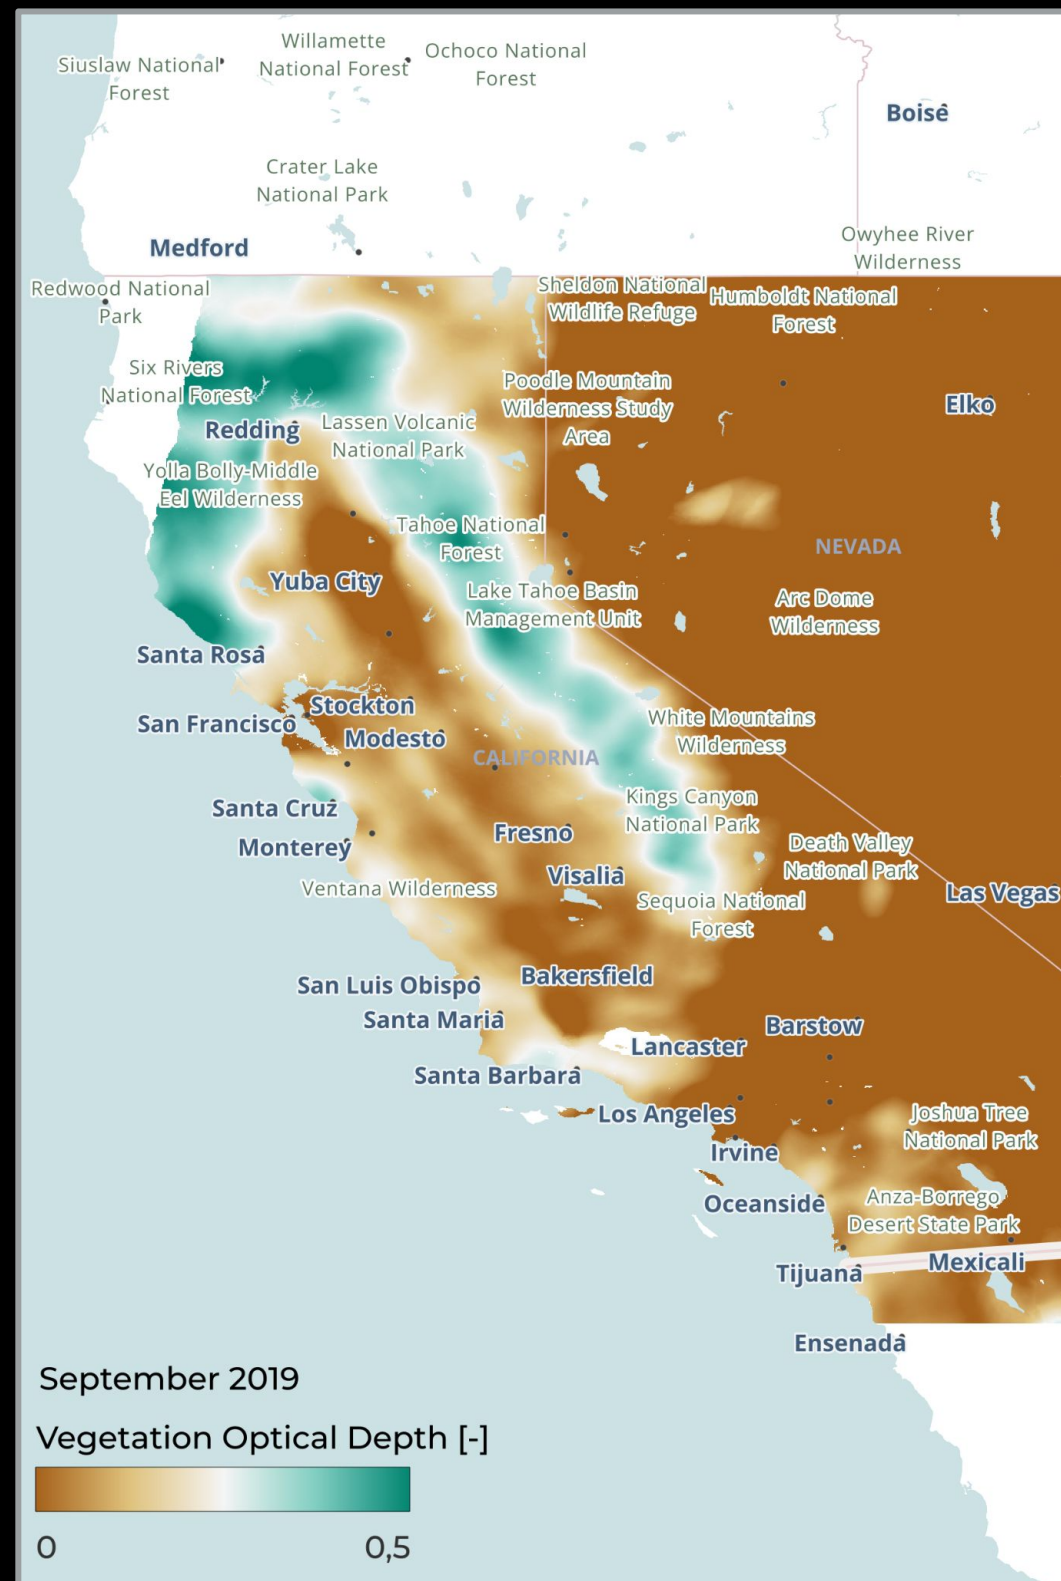 Willamette
National Forest
Siuslaw National
Forest
Ochoco National
Forest
Boise
Crater Lake
National Park
Medford
Owyhee River
Wilderness
Redwood National
Park
Sheldon National
Wildlife Refuge
Humboldt National
Forest
Six Rivers
National Forest
Poodle Mountain
Wilderness Study
Area
Elko
Redding
Lassen Volcanic
National Park
Yolla Bolly-Middle
Eel Wilderness
Tahoe National
Forest
NEVADA
Yuba City
Lake Tahoe Basin
Management Unit
Arc Dome
Wilderness
Santa Rosa
Stockton
San Francisco
Modesto
White Mountains
Wilderness
CALIFORNIA
Santa Cruz
Kings Canyon
National Park
Monterey
Fresno
Death Valley
National Park
Visalia
Ventana Wilderness
Las Vegas
Sequoia National
Forest
San Luis Obispo
Bakersfield
Santa Maria
Barstow
Lancaster
Santa Barbara
Los Angeles
Joshua Tree
National Park
Irvine
Oceanside
Anza-Borrego
Desert State Park
Tijuana
Mexicali
Ensenada
September 2019
Vegetation Optical Depth [-]
0 0,5